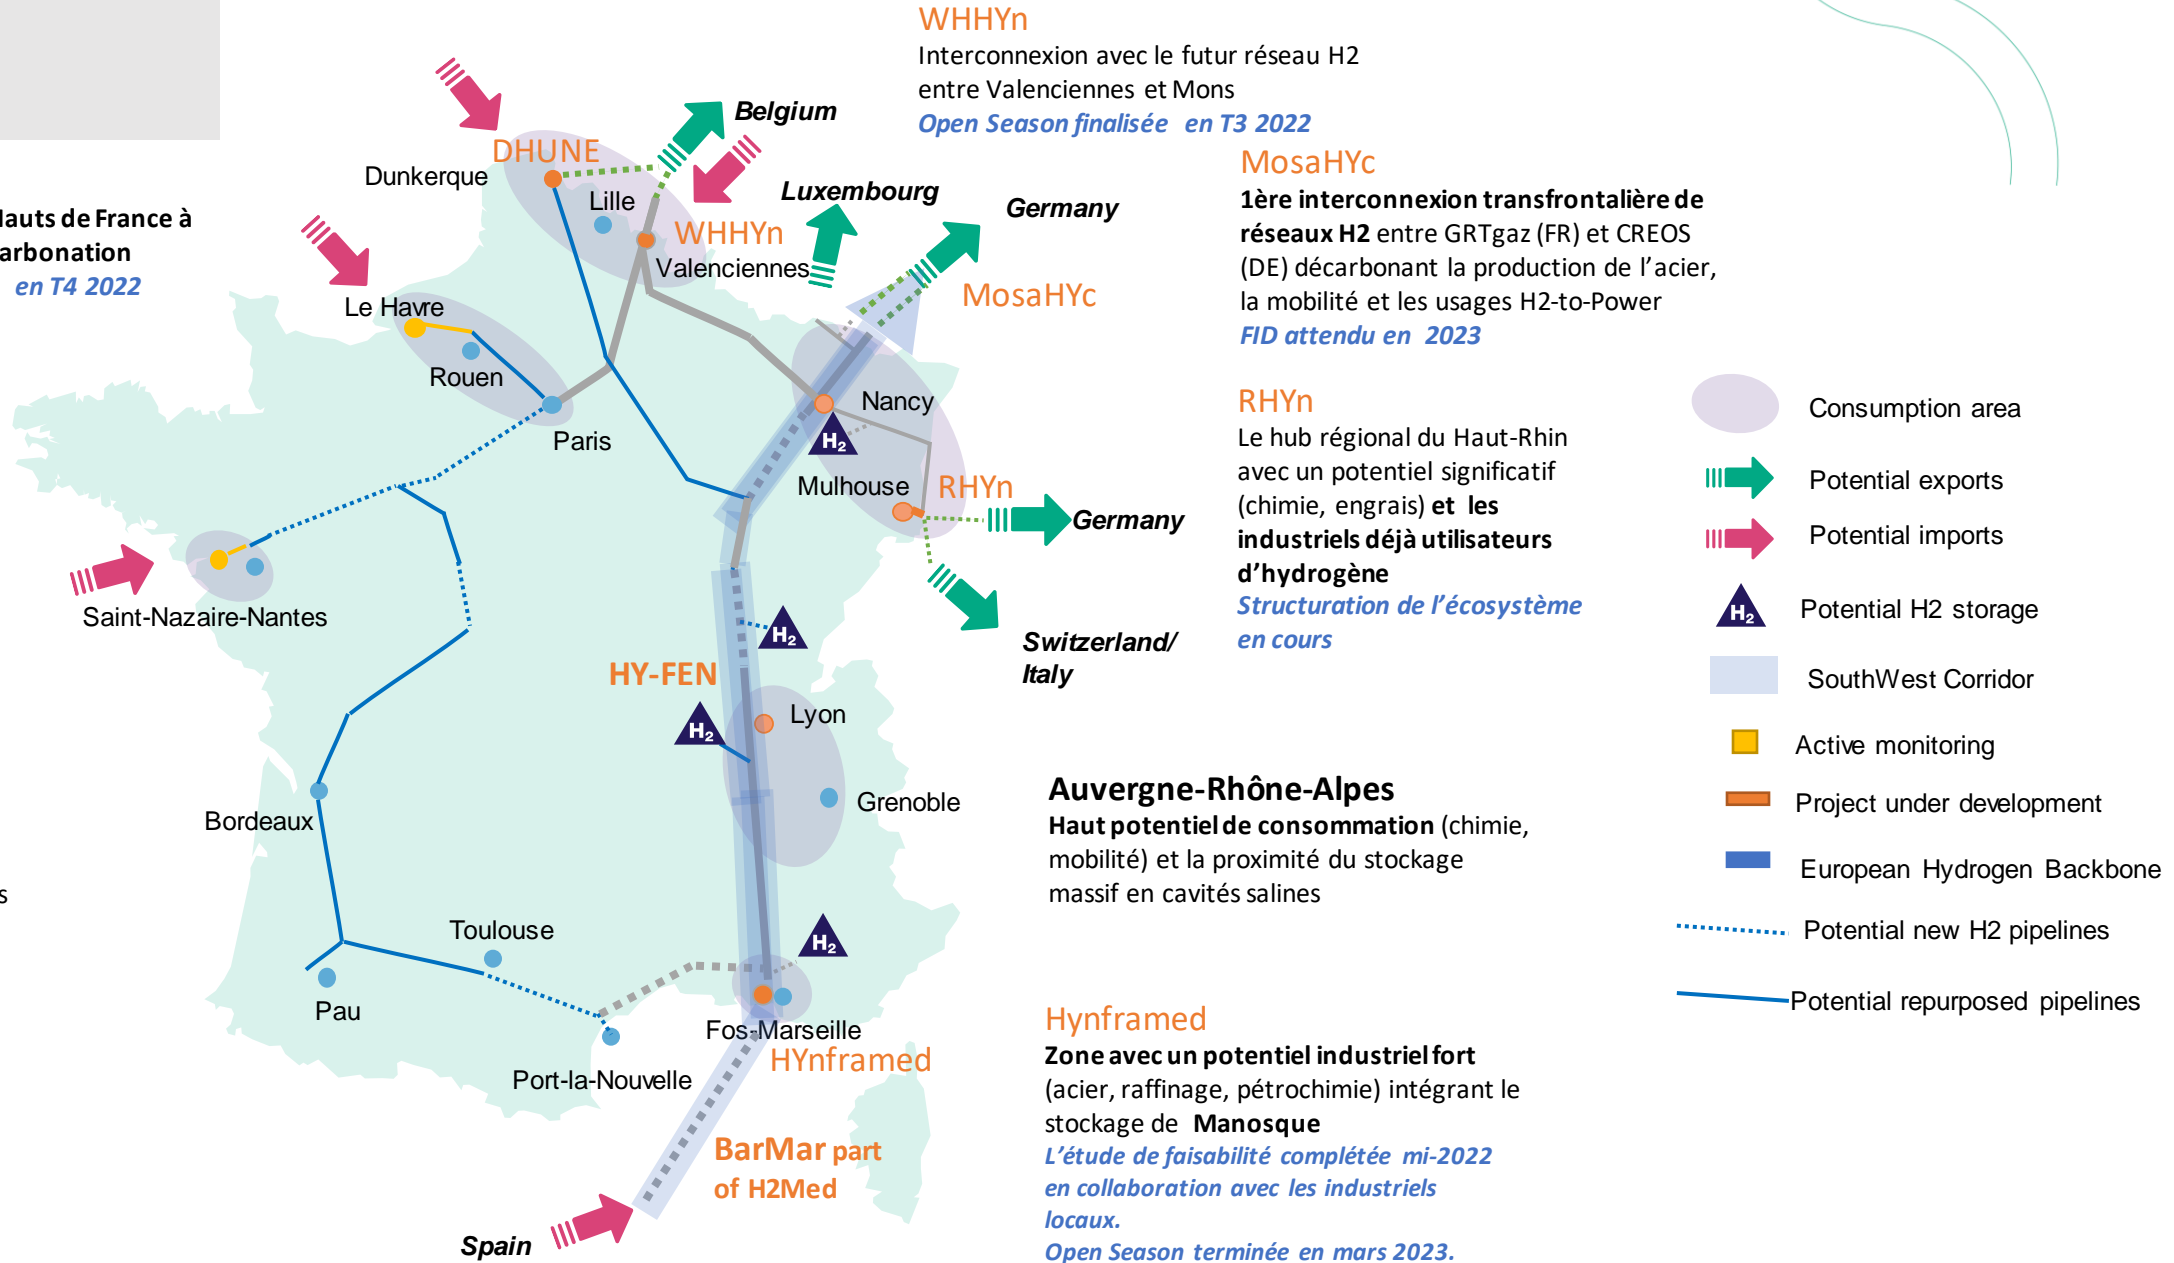 WHHYn
Interconnexion avec le futur réseau H2
entre Valenciennes et Mons
Open Season finalisée en T3 2022
MosaHYc
1ère interconnexion transfrontalière de
réseaux H2 entre GRTgaz (FR) et CREOS
(DE) décarbonant la production de l'acier,
la mobilité et les usages H2-to-Power
FID attendu en 2023
RHYn
Le hub régional du Haut-Rhin
avec un potentiel significatif
(chimie, engrais) et les
industriels déjà utilisateurs
d'hydrogène
Structuration de l'écosystème
en cours
Auvergne-Rhône-Alpes
Haut potentiel de consommation (chimie,
mobilité) et la proximité du stockage
massif en cavités salines
Hynframed
Zone avec un potentiel industriel fort
(acier, raffinage, pétrochimie) intégrant le
stockage de Manosque
L'étude de faisabilité complétée mi-2022
en collaboration avec les industriels
locaux.
Open Season terminée en mars 2023.
Hauts de France à
en T4 2022
Belgium
DHUNE
Dunkerque
Lille
Luxembourg
Germany
WHHYn
Valenciennes
MosaHYc
Le Havre
Rouen
Paris
Nancy
H2
Mulhouse
RHYn
Germany
Saint-Nazaire-Nantes
H2
Switzerland/
Italy
HY-FEN
Lyon
H2
Grenoble
Bordeaux
Toulouse
H2
Pau
Fos-Marseille
HYnframed
Port-la-Nouvelle
BarMar part
of H2Med
Spain
Consumption area
Potential exports
Potential imports
H2
Potential H2 storage
SouthWest Corridor
Active monitoring
Project under development
European Hydrogen Backbone
Potential new H2 pipelines
Potential repurposed pipelines